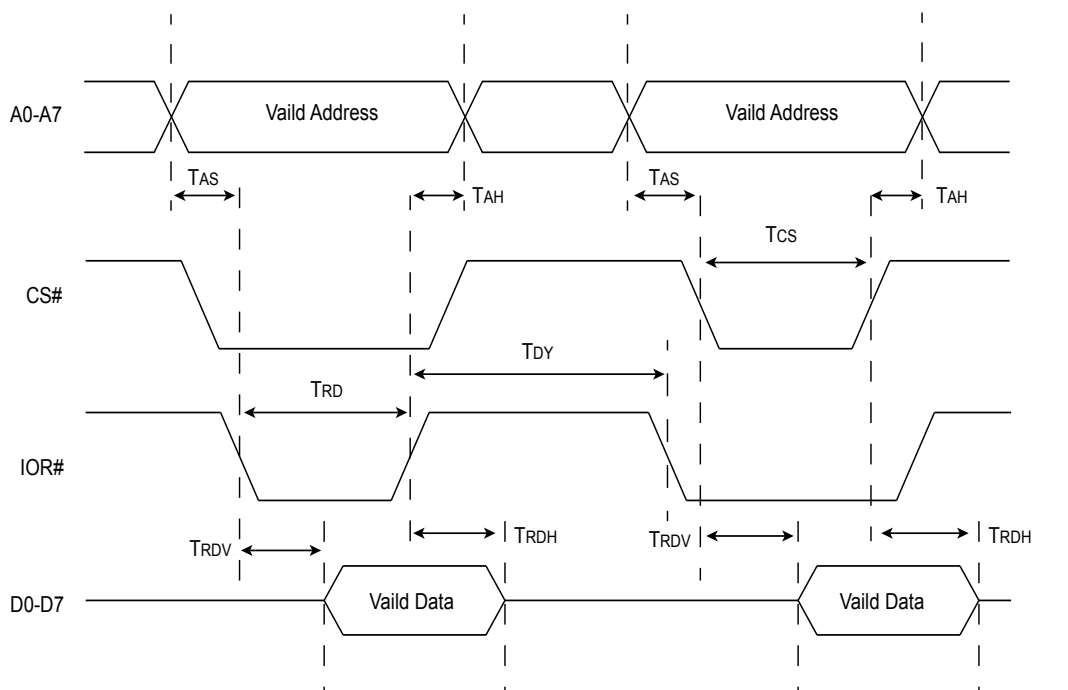 A0-A7
Vaild Address
Vaild Address
TAS
TAH
TAS
TAH
TCS
CS#
TDY
TRD
IOR#
TRDV
TRDH
TRDV
TRDH
D0-D7
Vaild Data
Vaild Data